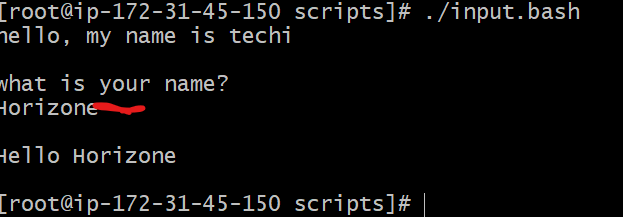 [root@ip-172-31-45-150 scripts]# ./input.bash
hello, my name is techi
what is your name?
Horizone
Hello Horizone
[root@ip-172-31-45-150 scripts]#